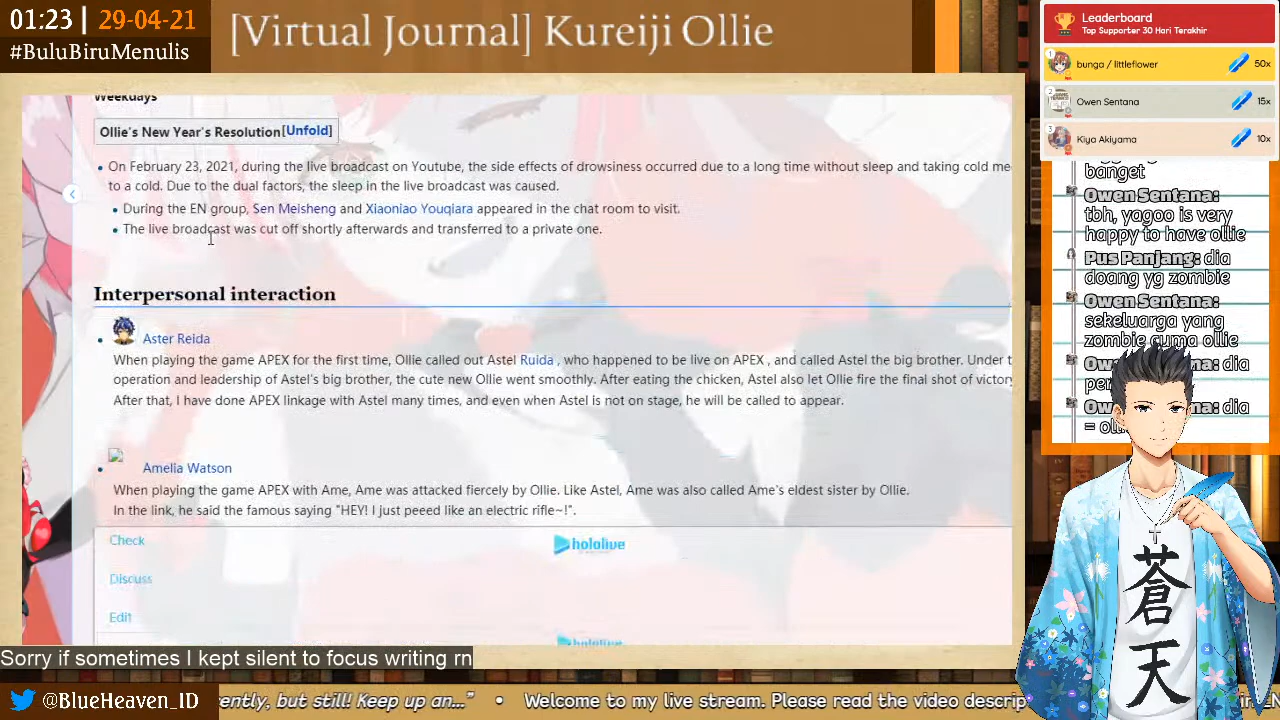 01:23 | 29-04-21
#BuluBiruMenulis
[Virtual Journal] Kureiji Ollie
Leaderboard
Top Supporter 30 Hari Terakhir
1 bunga / littleflower 50x
2 Owen Sentana 15x
3 Kiya Akiyama 10x
banget
Owen Sentana:
tbh, yagoo is very
happy to have ollie
Pus Panjang: dia
doang yg zombie
Owen Sentana:
sekeluarga yang
zombie cuma ollie
dia
dia
Weekdays
Ollie's New Year's Resolution[Unfold]
• On February 23, 2021, during the live broadcast on Youtube, the side effects of drowsiness occurred due to a long time without sleep and taking cold me
to a cold. Due to the dual factors, the sleep in the live broadcast was caused.
• During the EN group, Sen Meisheng and Xiaoniao Youqiara appeared in the chat room to visit.
• The live broadcast was cut off shortly afterwards and transferred to a private one.
Interpersonal interaction
• Aster Reida
When playing the game APEX for the first time, Ollie called out Astel Ruida , who happened to be live on APEX , and called Astel the big brother. Under t
operation and leadership of Astel's big brother, the cute new Ollie went smoothly. After eating the chicken, Astel also let Ollie fire the final shot of victory
After that, I have done APEX linkage with Astel many times, and even when Astel is not on stage, he will be called to appear.
• Amelia Watson
When playing the game APEX with Ame, Ame was attacked fiercely by Ollie. Like Astel, Ame was also called Ame's eldest sister by Ollie.
In the link, he said the famous saying "HEY! I just peeed like an electric rifle~!".
Check
hololive
Discuss
Edit
hololive
蒼天
Sorry if sometimes I kept silent to focus writing rn
@BlueHeaven_ID
ently, but still! Keep up an..." • Welcome to my live stream. Please read the video descrip